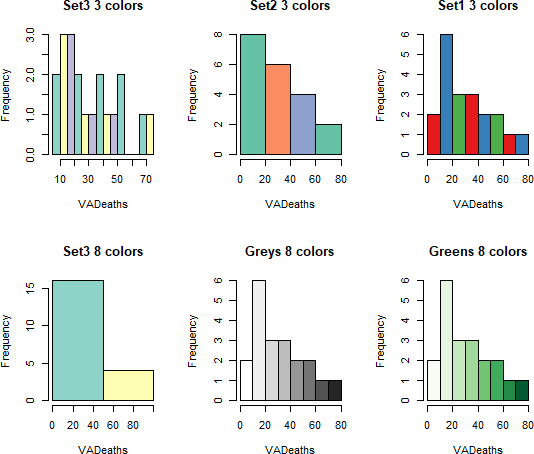 Set3 3 colors
Set2 3 colors
Set1 3 colors
Frequency
0.0 1.0 2.0 3.0
10 30 50 70
VADeaths
Frequency
0 2 4 6 8
0 20 40 60 80
VADeaths
Frequency
0 1 2 3 4 5 6
0 20 40 60 80
VADeaths
Set3 8 colors
Greys 8 colors
Greens 8 colors
Frequency
0 5 10 15
0 20 40 60 80
VADeaths
Frequency
0 1 2 3 4 5 6
0 20 40 60 80
VADeaths
Frequency
0 1 2 3 4 5 6
0 20 40 60 80
VADeaths